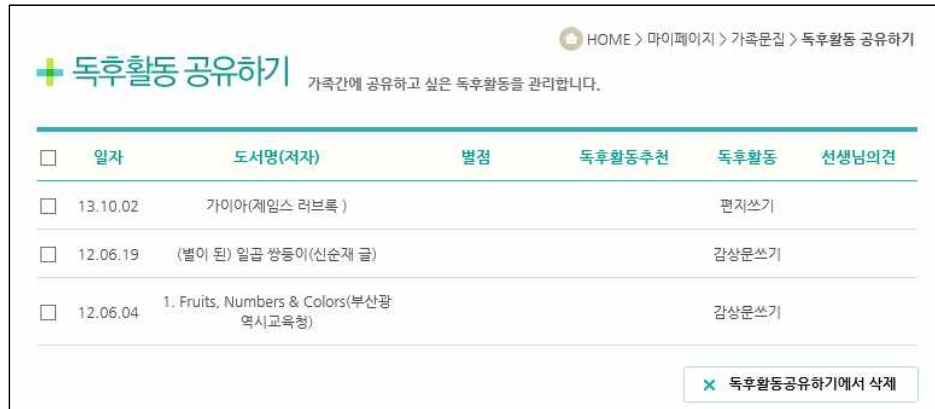 HOME > 마이페이지 > 가족문집 > 독후활동 공유하기
독후활동 공유하기 가족간에 공유하고 싶은 독후활동을 관리합니다.
일자 도서명(저자) 별점 독후활동추천 독후활동 선생님의견
13.10.02 가이아(제임스 러브록 ) 편지쓰기
12.06.19 (별이 된) 일곱 쌍둥이(신순재 글) 감상문쓰기
12.06.04 1. Fruits, Numbers & Colors(부산광 감상문쓰기
역시교육청)
독후활동공유하기에서 삭제